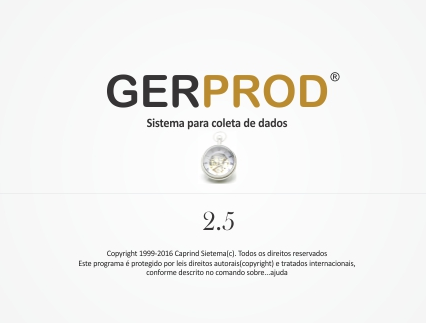 GERPROD®
Sistema para coleta de dados
2.5
Copyright 1999-2016 Caprind Sietema(c). Todos os direitos reservados
Este programa é protegido por leis direitos autorais(copyright) e tratados internacionais,
conforme descrito no comando sobre...ajuda